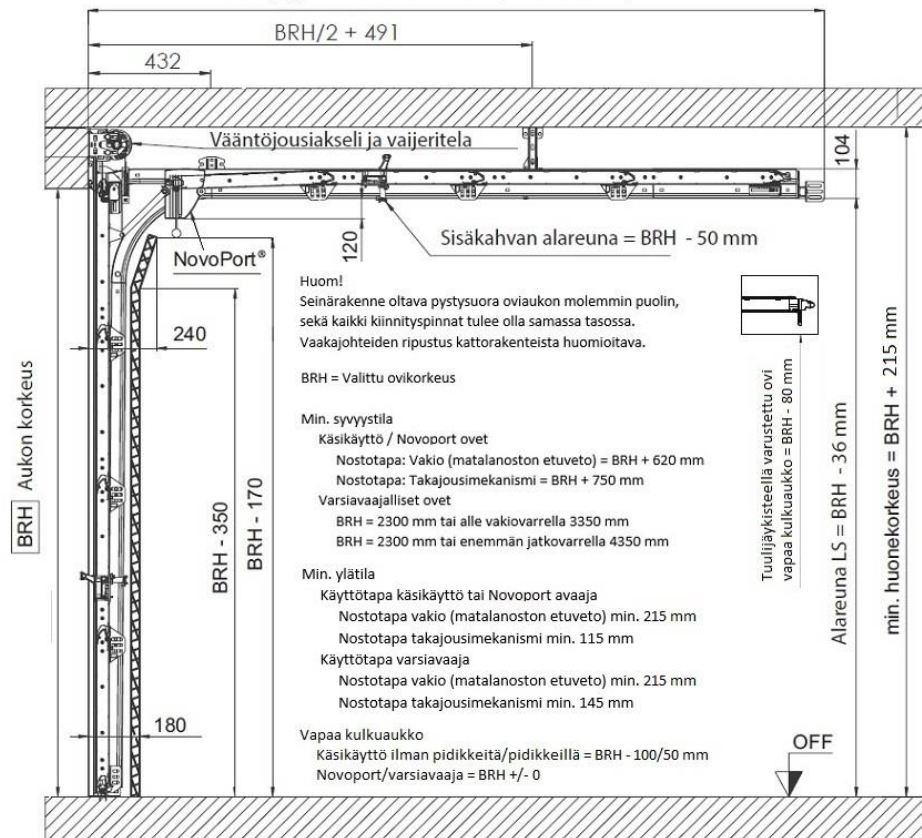 BRH/2 + 491
432
Vääntöjousiakseli ja vaijeritela
104
Sisäkahvan alareuna = BRH - 50 mm
120
NovoPort®
240
Huom!
Seinärakenne oltava pystysuora oviaukon molemmin puolin,
sekä kaikki kiinnityspinnat tulee olla samassa tasossa.
Vaakajohteiden ripustus kattorakenteista huomioitava.
BRH = Valittu ovikorkeus
Min. syvyystila
Käsikäyttö / Novoport ovet
Nostotapa: Vakio (matalanoston etuveto) = BRH + 620 mm
Nostotapa: Takajousimekanismi = BRH + 750 mm
Varsiavaajalliset ovet
BRH = 2300 mm tai alle vakiovarrella 3350 mm
BRH = 2300 mm tai enemmän jatkovarrella 4350 mm
Min. ylätila
Käyttötapa käsikäyttö tai Novoport avaaja
Nostotapa vakio (matalanoston etuveto) min. 215 mm
Nostotapa takajousimekanismi min. 115 mm
Käyttötapa varsiavaaja
Nostotapa vakio (matalanoston etuveto) min. 215 mm
Nostotapa takajousimekanismi min. 145 mm
Vapaa kulkuaukko
Käsikäyttö ilman pidikkeitä/pidikkeillä = BRH - 100/50 mm
Novoport/varsiavaaja = BRH +/- 0
BRH Aukon korkeus
BRH -350
BRH - 170
180
Tuulijäykisteellä varustettu ovi
vapaa kulkuaukko = BRH - 80 mm
Alareuna LS = BRH - 36 mm
min. huonekorkeus = BRH + 215 mm
OFF